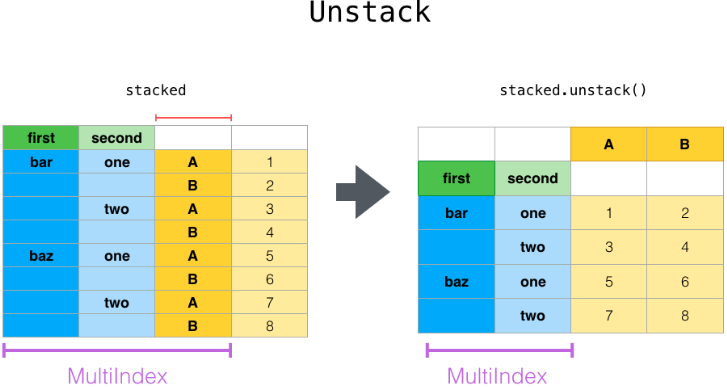 Unstack
stacked
stacked.unstack()
first second
bar one A 1
B 2
two A 3
B 4
baz one A 5
B 6
two A 7
B 8
MultiIndex
A B
first second
bar one 1 2
two 3 4
baz one 5 6
two 7 8
MultiIndex